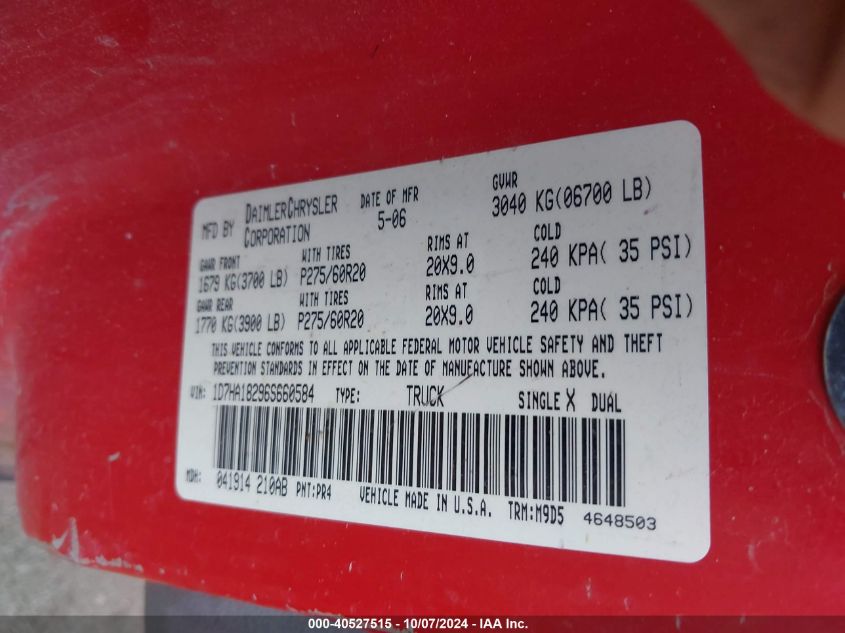 MFD BY DAIMLERCHRYSLER CORPORATION DATE OF MFR 5-06 GVWR 3040 KG(06700 LB)
GAWR FRONT WITH TIRES RIMS AT COLD
1679 KG(3700 LB) P275/60R20 20X9.0 240 KPA( 35 PSI)
GAWR REAR WITH TIRES RIMS AT COLD
1770 KG(3900 LB) P275/60R20 20X9.0 240 KPA( 35 PSI)
THIS VEHICLE CONFORMS TO ALL APPLICABLE FEDERAL MOTOR VEHICLE SAFETY AND THEFT
PREVENTION STANDARDS IN EFFECT ON THE DATE OF MANUFACTURE SHOWN ABOVE.
VIN: 1D7HA18296S660584 TYPE: TRUCK SINGLE X DUAL
MDH: 041914 210AB PNT:PR4 VEHICLE MADE IN U.S.A. TRM:M9D5 4648503
000-40527515 - 10/07/2024 - IAA Inc.